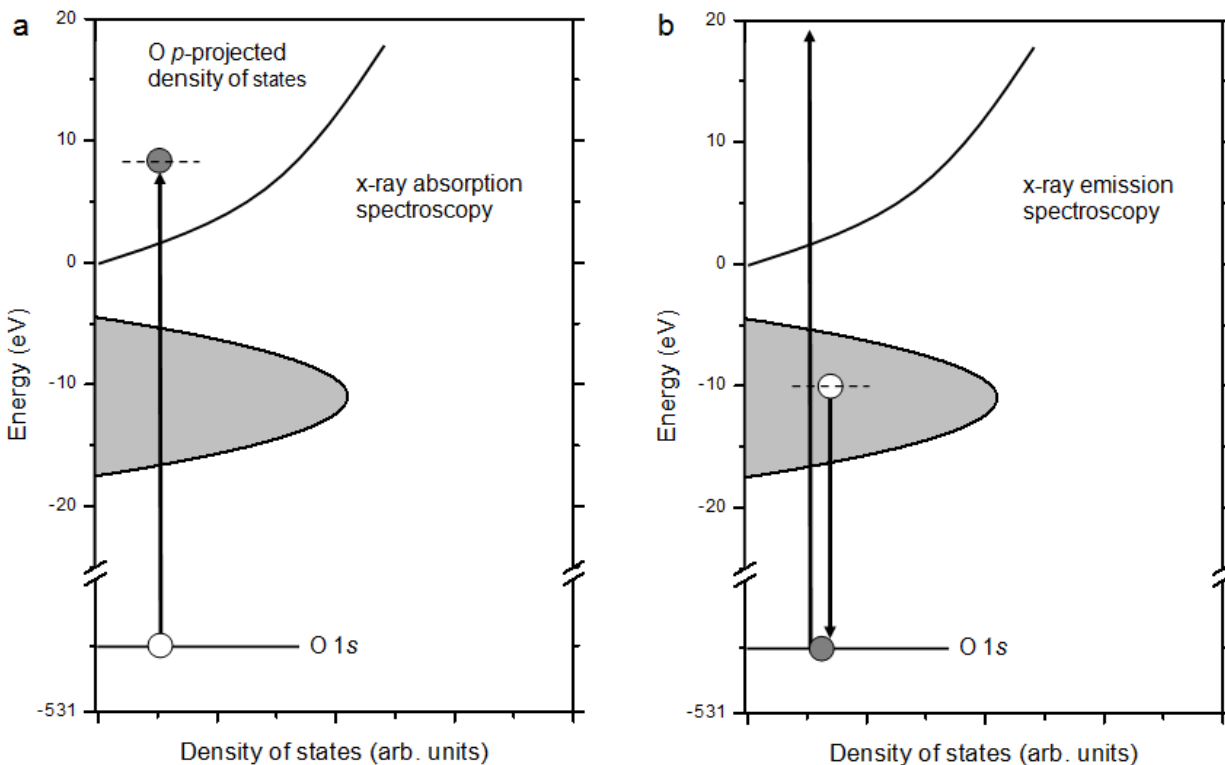 a
20
O p-projected
density of states
10
x-ray absorption
spectroscopy
0
Energy (eV)
-10
-20
O 1s
-531
Density of states (arb. units)
b
20
10
x-ray emission
spectroscopy
0
Energy (eV)
-10
-20
O 1s
-531
Density of states (arb. units)